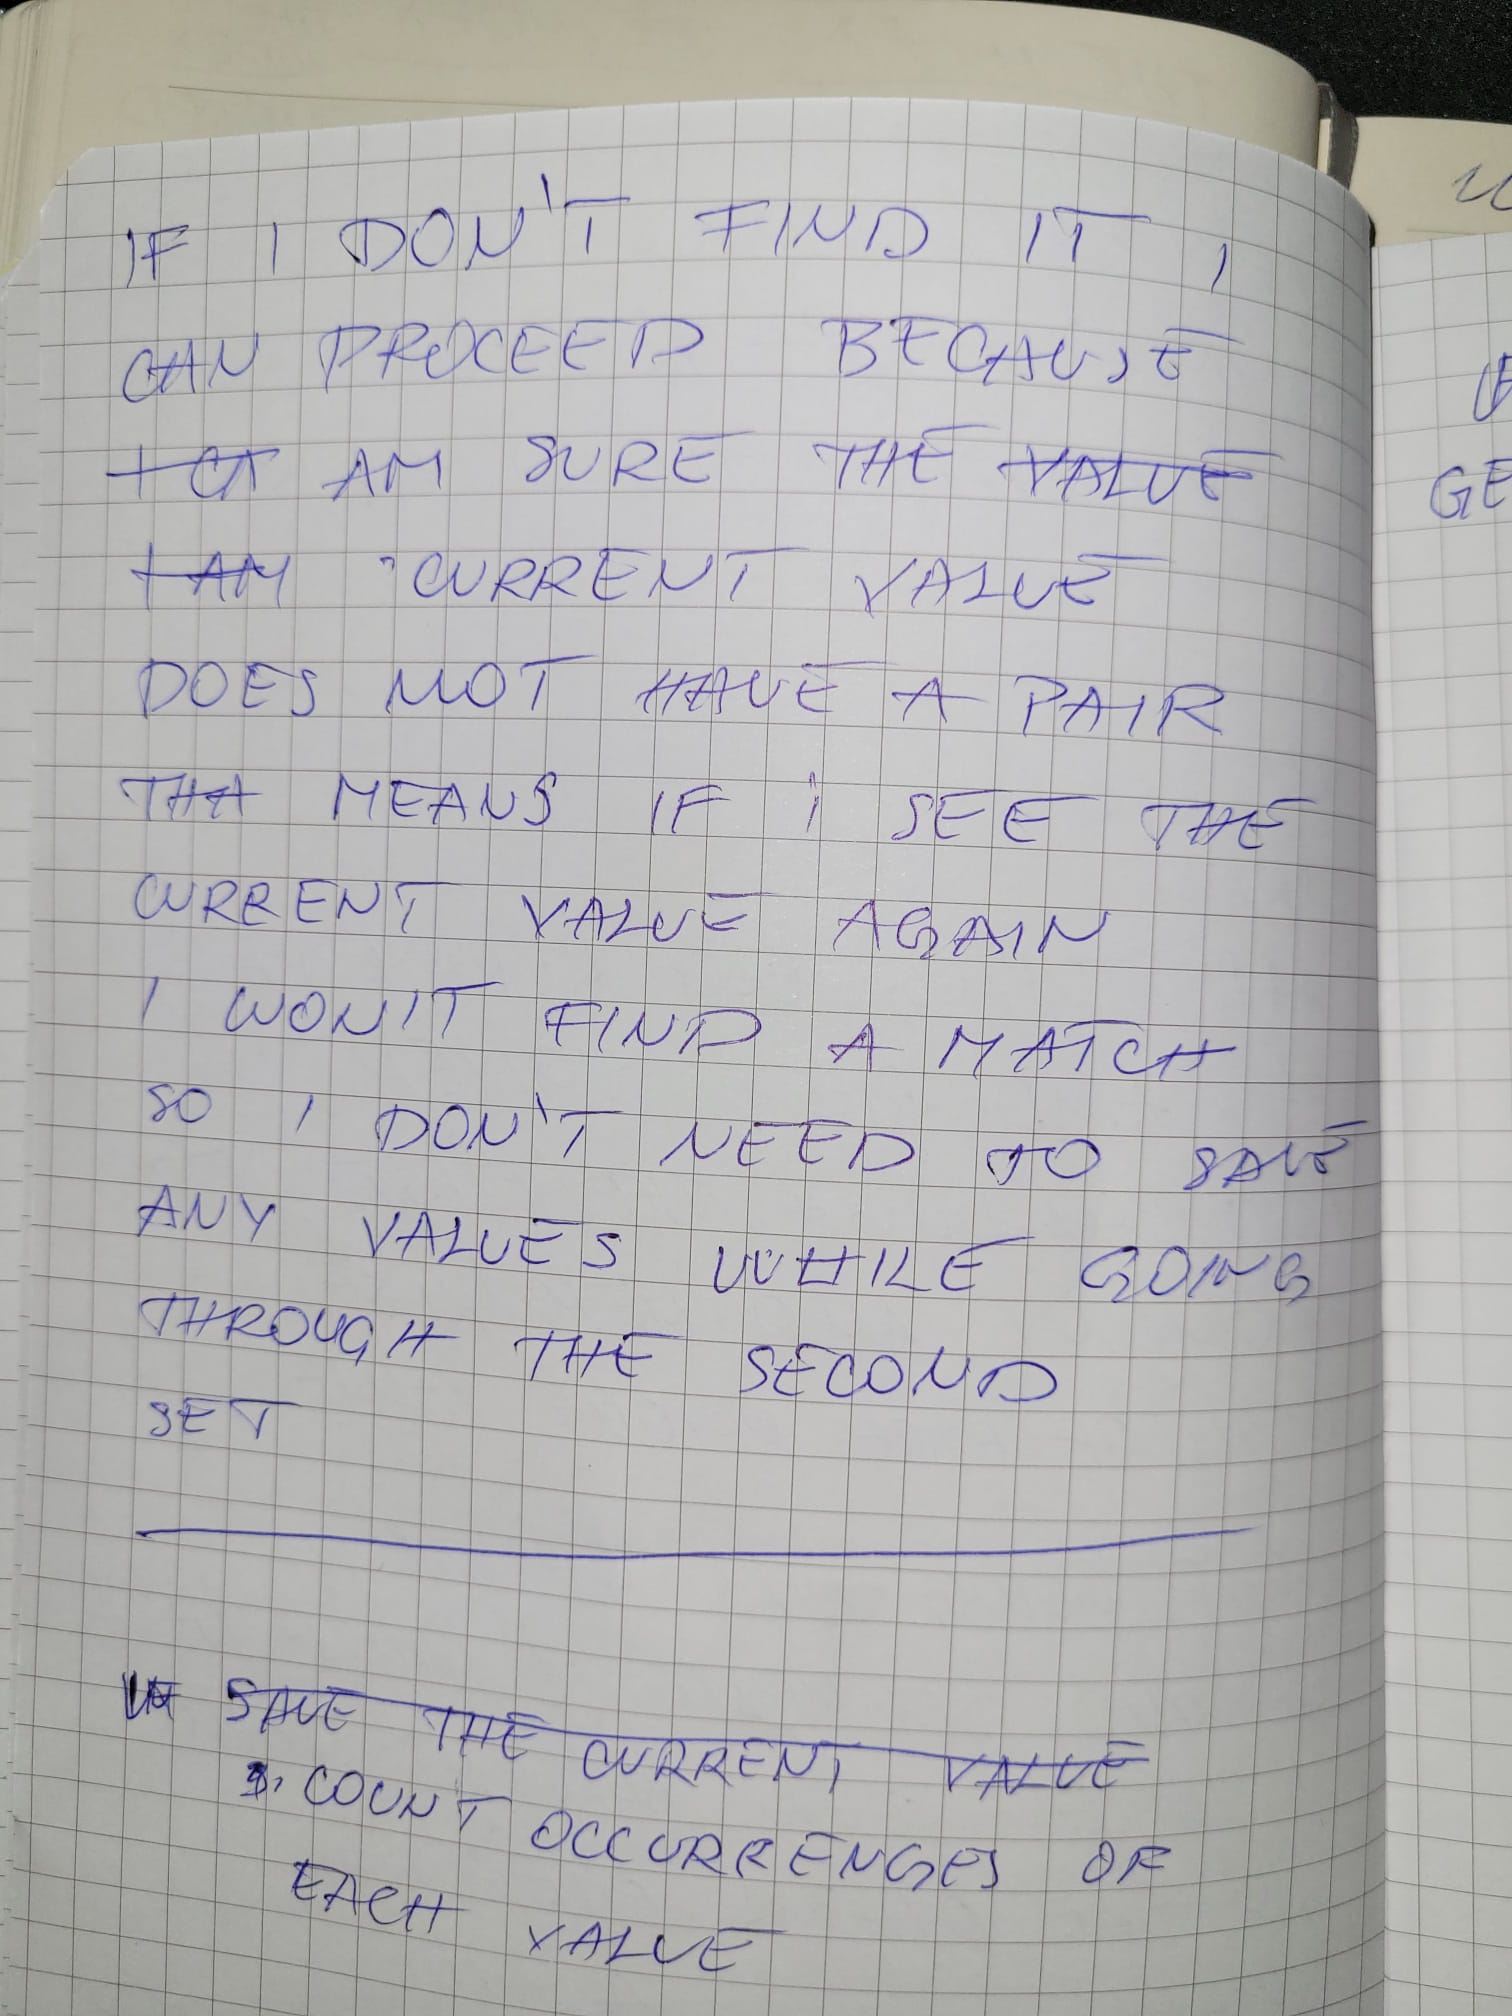 IF I DON'T FIND IT I
CAN PROCEED BECAUSE
I CA AM SURE THE VALUE
I AM CURRENT VALUE
DOES NOT HAVE A PAIR
THA MEANS IF I SEE THE
CURRENT VALUE AGAIN
I WON'T FIND A MATCH
SO I DON'T NEED TO SAVE
ANY VALUES WHILE GOING
THROUGH THE SECOND
SET
SAVE THE CURRENT VALUE
COUNT OCCURRENCES OF
EACH VALUE
GE